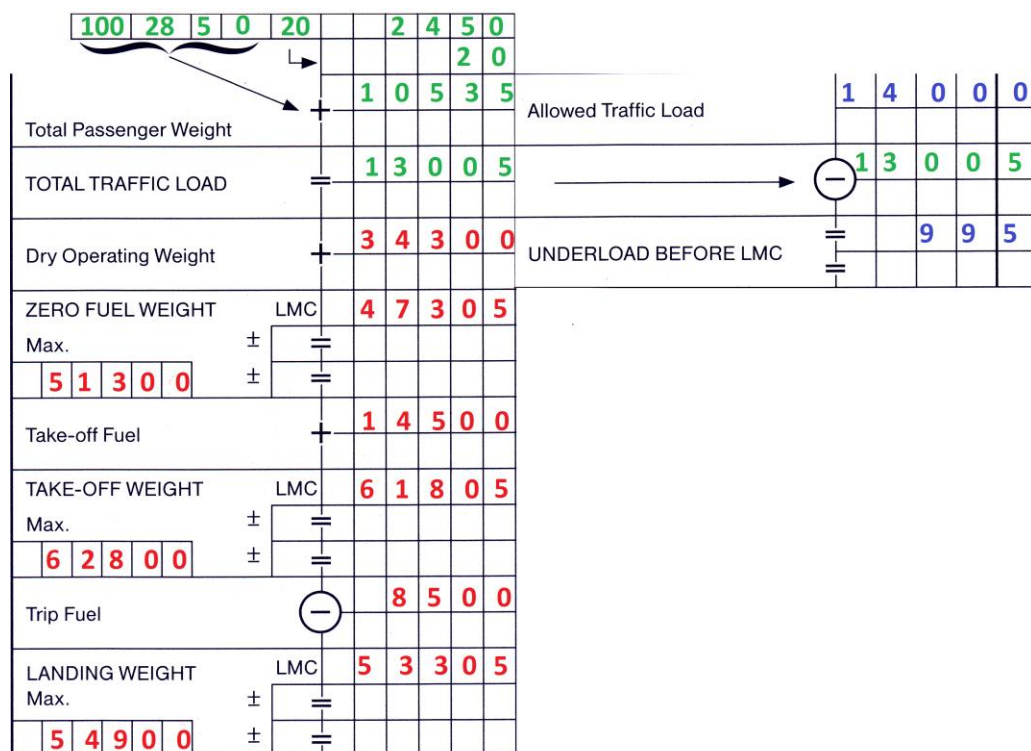 100 28 5 0 20 2 4 5 0
2 0
1 0 5 3 5
+
Total Passenger Weight
Allowed Traffic Load 1 4 0 0 0
TOTAL TRAFFIC LOAD = 1 3 0 0 5
− 1 3 0 0 5
Dry Operating Weight + 3 4 3 0 0
UNDERLOAD BEFORE LMC = 9 9 5
=
ZERO FUEL WEIGHT LMC 4 7 3 0 5
Max. ± =
5 1 3 0 0 ± =
Take-off Fuel + 1 4 5 0 0
TAKE-OFF WEIGHT LMC 6 1 8 0 5
Max. ± =
6 2 8 0 0 ± =
Trip Fuel − 8 5 0 0
LANDING WEIGHT LMC 5 3 3 0 5
Max. ± =
5 4 9 0 0 ± =